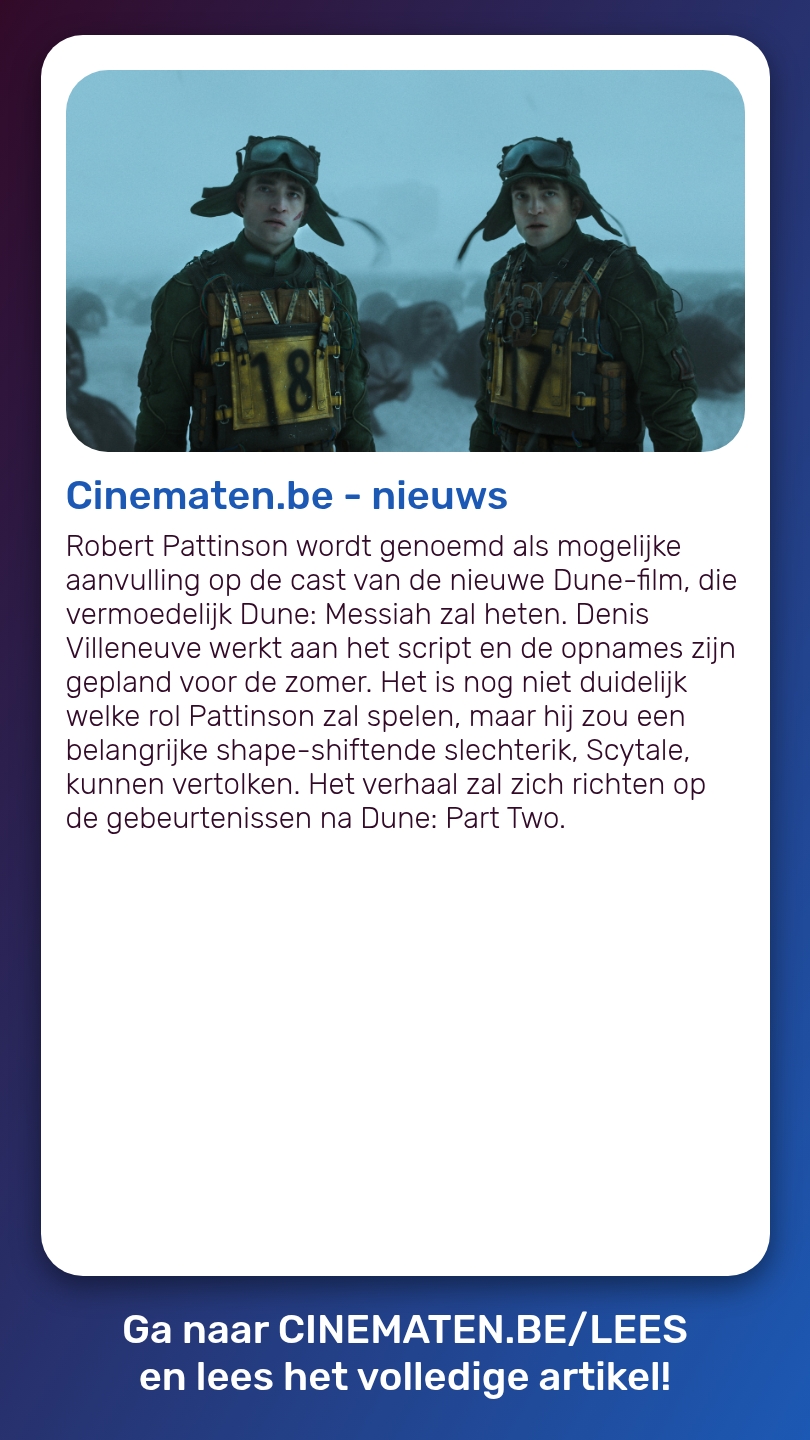 18
17
Cinematen.be - nieuws
Robert Pattinson wordt genoemd als mogelijke
aanvulling op de cast van de nieuwe Dune-film, die
vermoedelijk Dune: Messiah zal heten. Denis
Villeneuve werkt aan het script en de opnames zijn
gepland voor de zomer. Het is nog niet duidelijk
welke rol Pattinson zal spelen, maar hij zou een
belangrijke shape-shiftende slechterik, Scytale,
kunnen vertolken. Het verhaal zal zich richten op
de gebeurtenissen na Dune: Part Two.
Ga naar CINEMATEN.BE/LEES
en lees het volledige artikel!